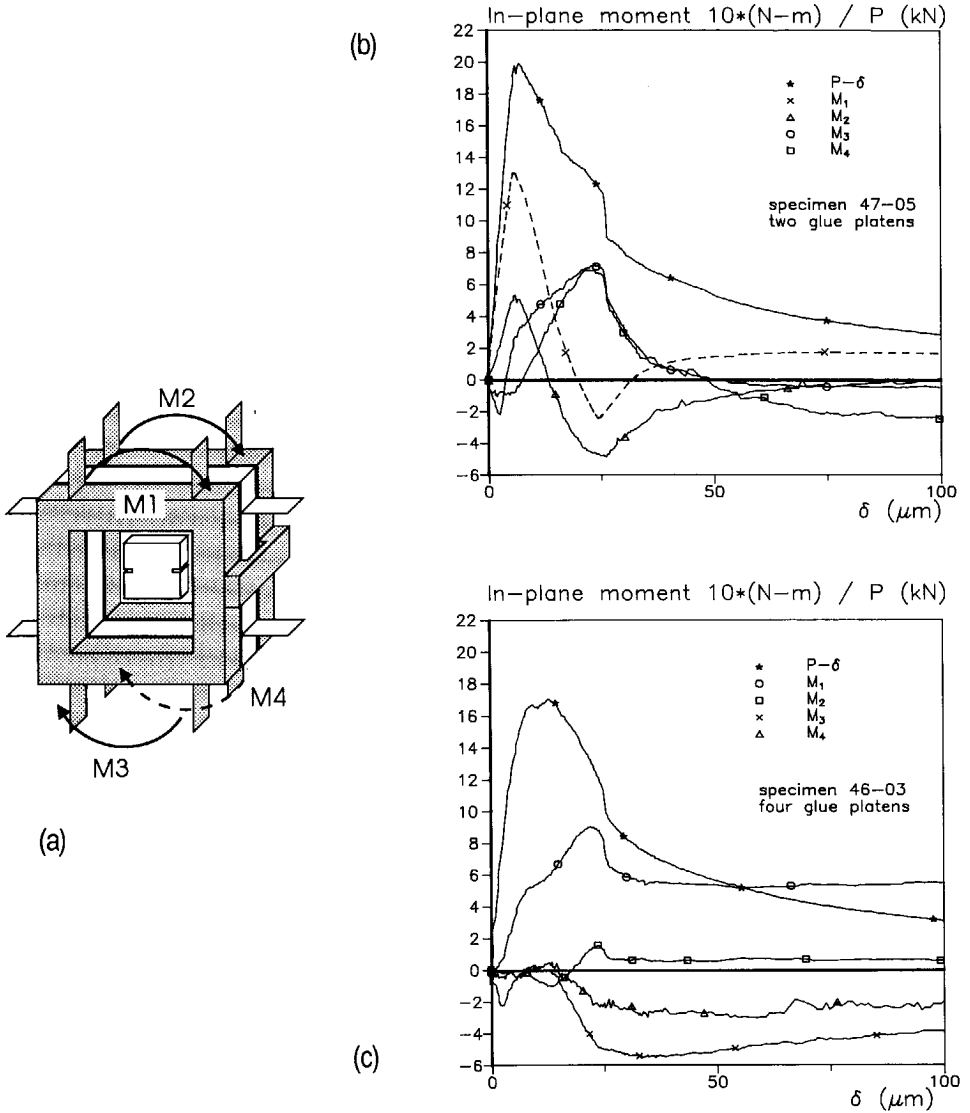 (b)
In-plane moment 10*(N-m) / P (kN)
22
20
18
16
14
12
10
8
6
4
2
0
-2
-4
-6
0
50
100
δ (μm)
P-δ
M₁
M₂
M₃
M₄
specimen 47-05
two glue platens
M2
M1
M4
M3
(a)
In-plane moment 10*(N-m) / P (kN)
22
20
18
16
14
12
10
8
6
4
2
0
-2
-4
-6
0
50
100
δ (μm)
P-δ
M₁
M₂
M₃
M₄
specimen 46-03
four glue platens
(c)